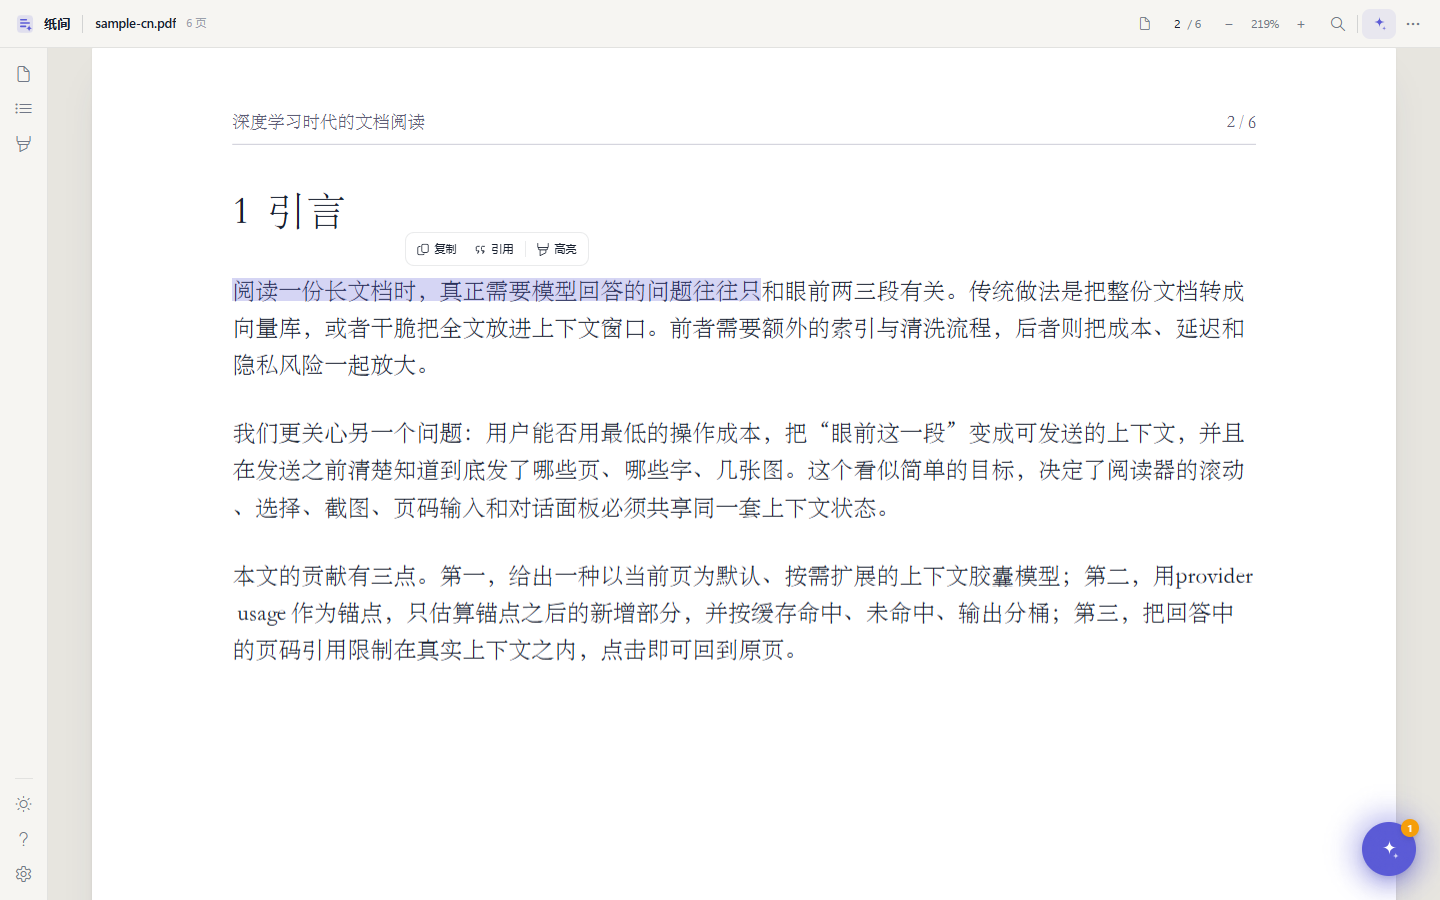 纸间 sample-cn.pdf 6 页 2 / 6 − 219% +
深度学习时代的文档阅读 2 / 6
1 引言
复制 引用 高亮
阅读一份长文档时，真正需要模型回答的问题往往只和眼前两三段有关。传统做法是把整份文档转成
向量库，或者干脆把全文放进上下文窗口。前者需要额外的索引与清洗流程，后者则把成本、延迟和
隐私风险一起放大。
我们更关心另一个问题：用户能否用最低的操作成本，把“眼前这一段”变成可发送的上下文，并且
在发送之前清楚知道到底发了哪些页、哪些字、几张图。这个看似简单的目标，决定了阅读器的滚动
、选择、截图、页码输入和对话面板必须共享同一套上下文状态。
本文的贡献有三点。第一，给出一种以当前页为默认、按需扩展的上下文胶囊模型；第二，用provider
usage 作为锚点，只估算锚点之后的新增部分，并按缓存命中、未命中、输出分桶；第三，把回答中
的页码引用限制在真实上下文之内，点击即可回到原页。
1